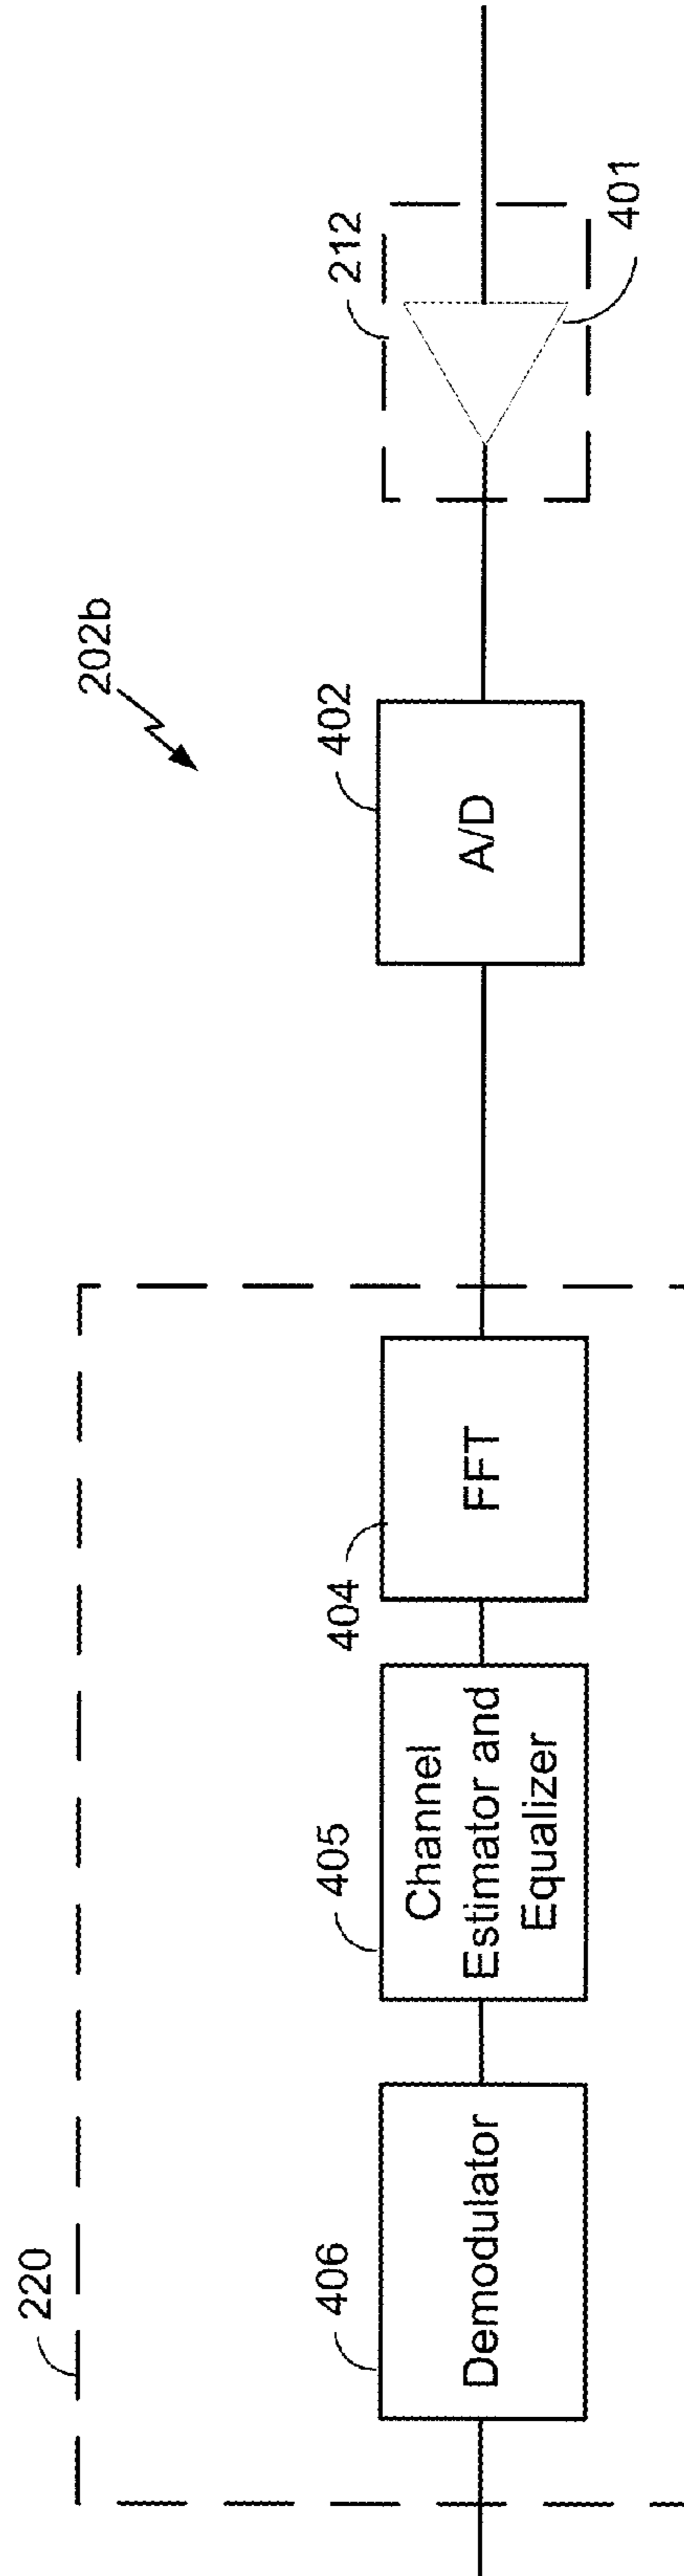 202b
220
406
Demodulator
405
Channel
Estimator and
Equalizer
404
FFT
402
A/D
212
401